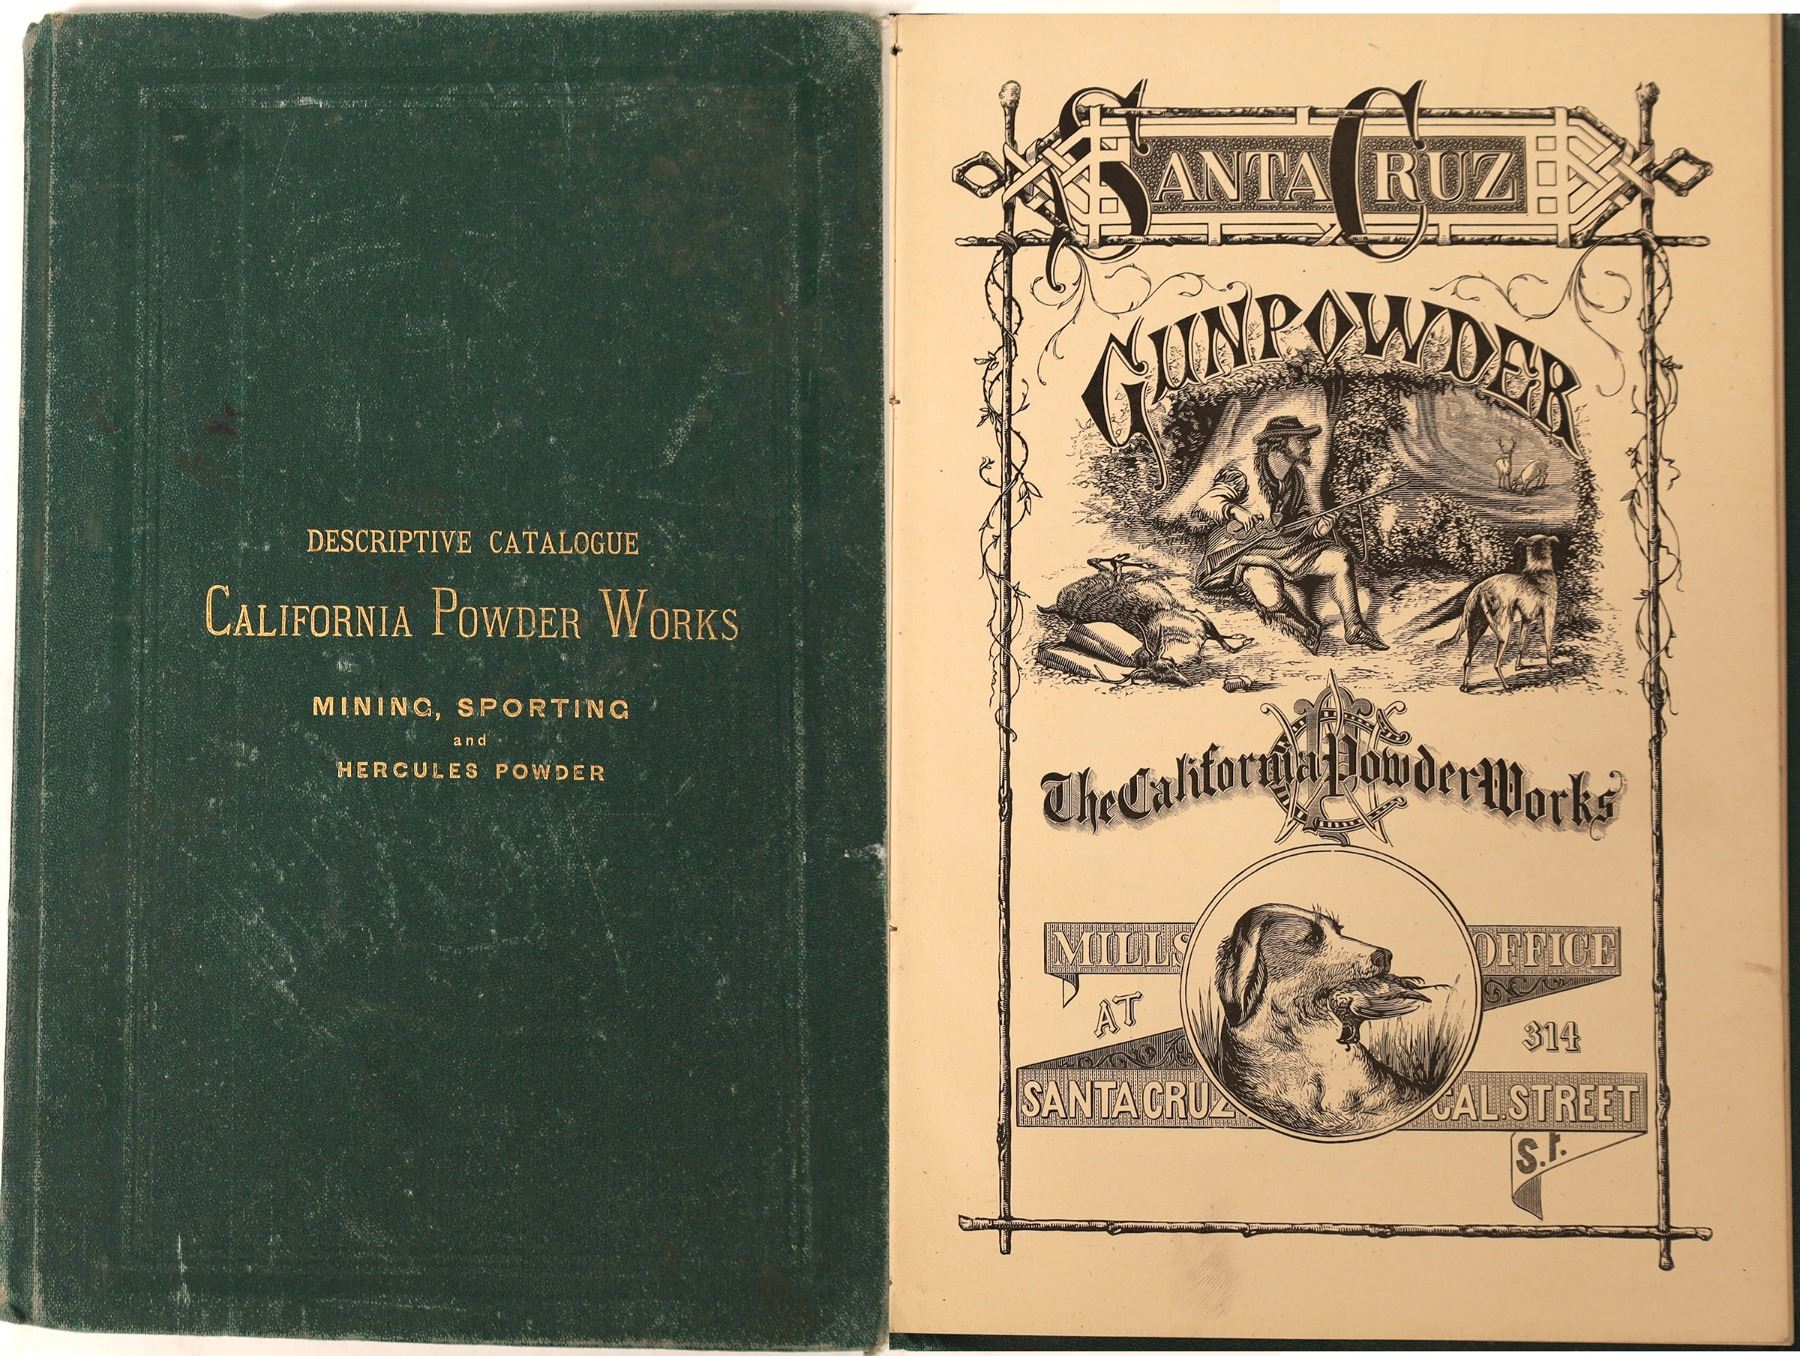 DESCRIPTIVE CATALOGUE
CALIFORNIA POWDER WORKS
MINING, SPORTING
and
HERCULES POWDER
SANTA CRUZ
GUNPOWDER
The California Powder Works
MILLS
AT
SANTA CRUZ
OFFICE
314
CAL. STREET
S.F.